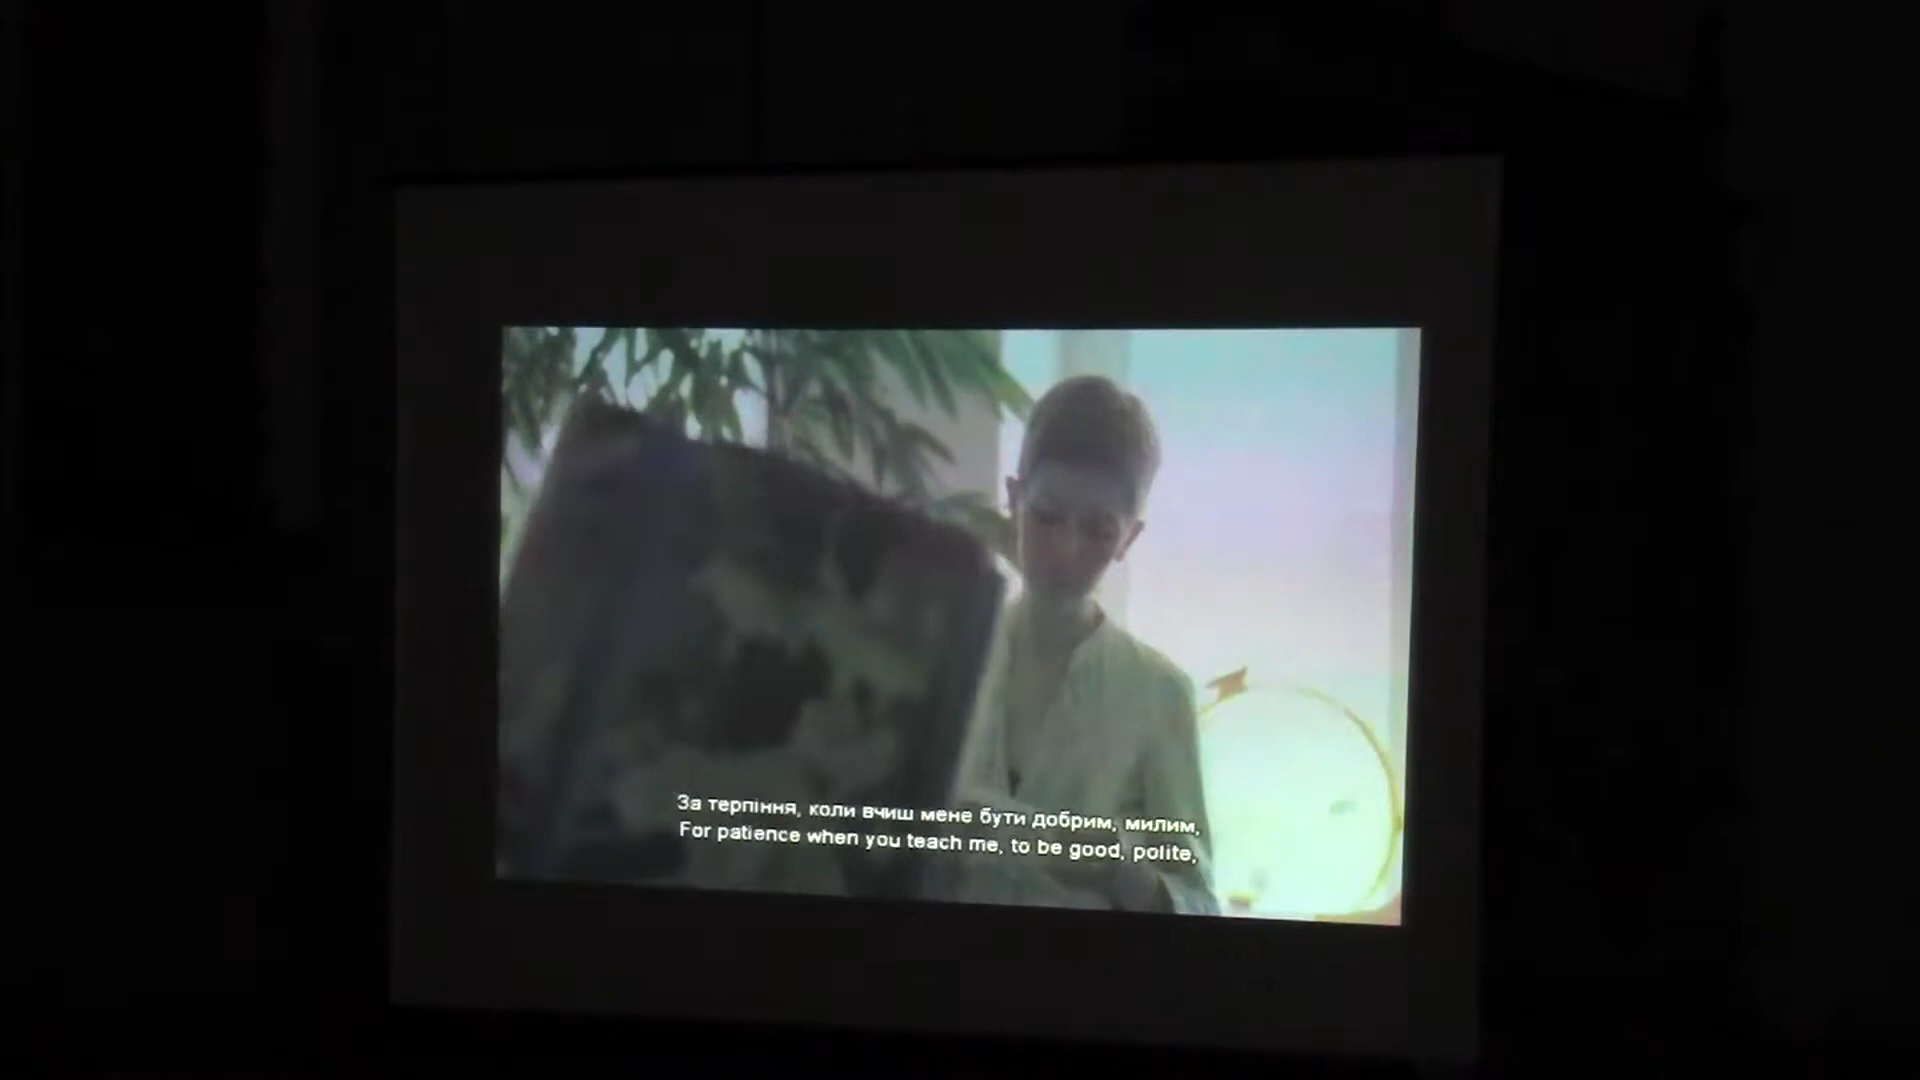 За терпіння, коли вчиш мене бути добрим, милим,
For patience when you teach me, to be good, polite,